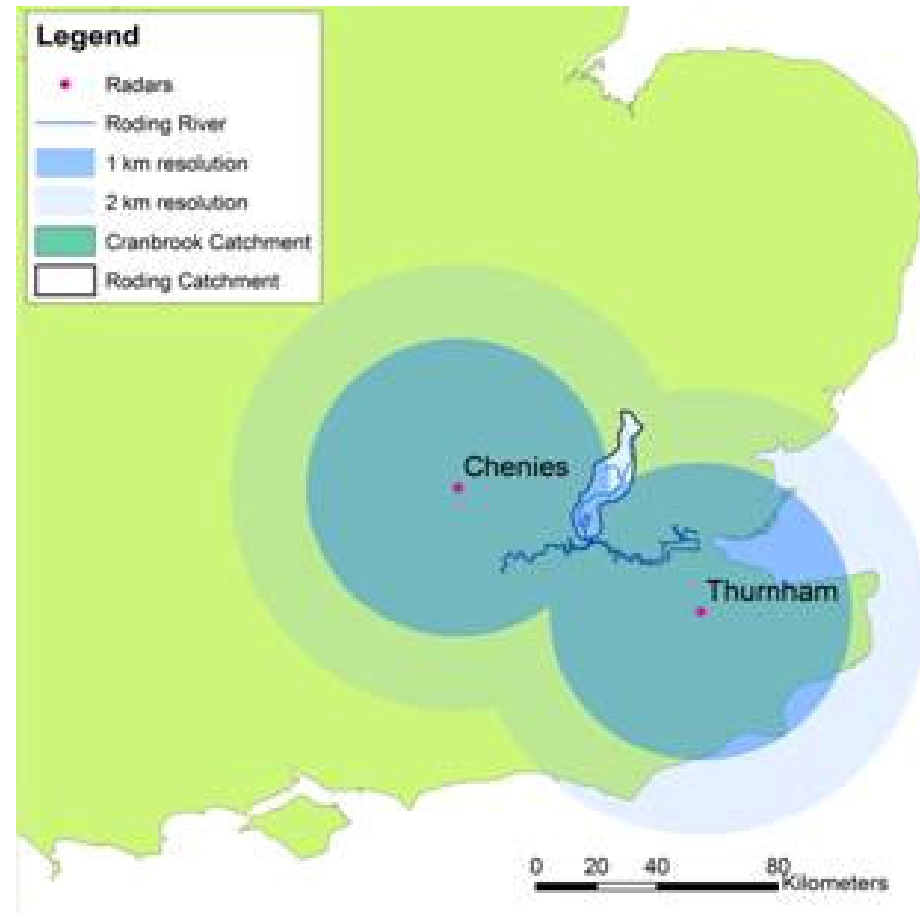 Legend
Radars
Roding River
1 km resolution
2 km resolution
Cranbrook Catchment
Roding Catchment
Chenies
Thurnham
0 20 40 80
Kilometers